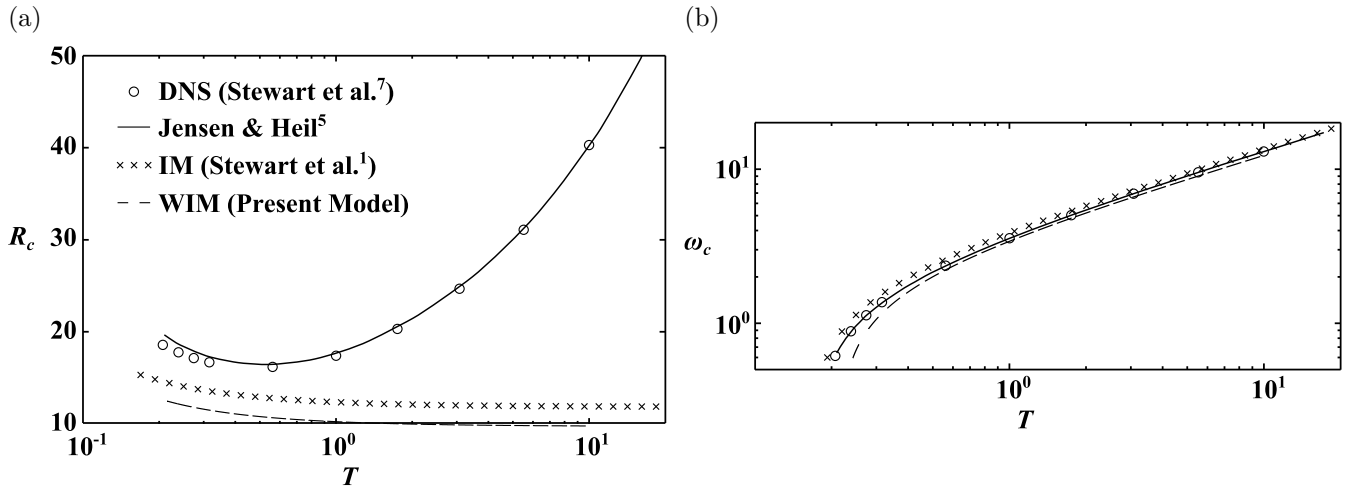 (a)
50
40
30
20
10
R_c
DNS (Stewart et al.⁷)
Jensen & Heil⁵
IM (Stewart et al.¹)
WIM (Present Model)
10⁻¹
10⁰
10¹
T
(b)
10¹
10⁰
ω_c
10⁰
10¹
T